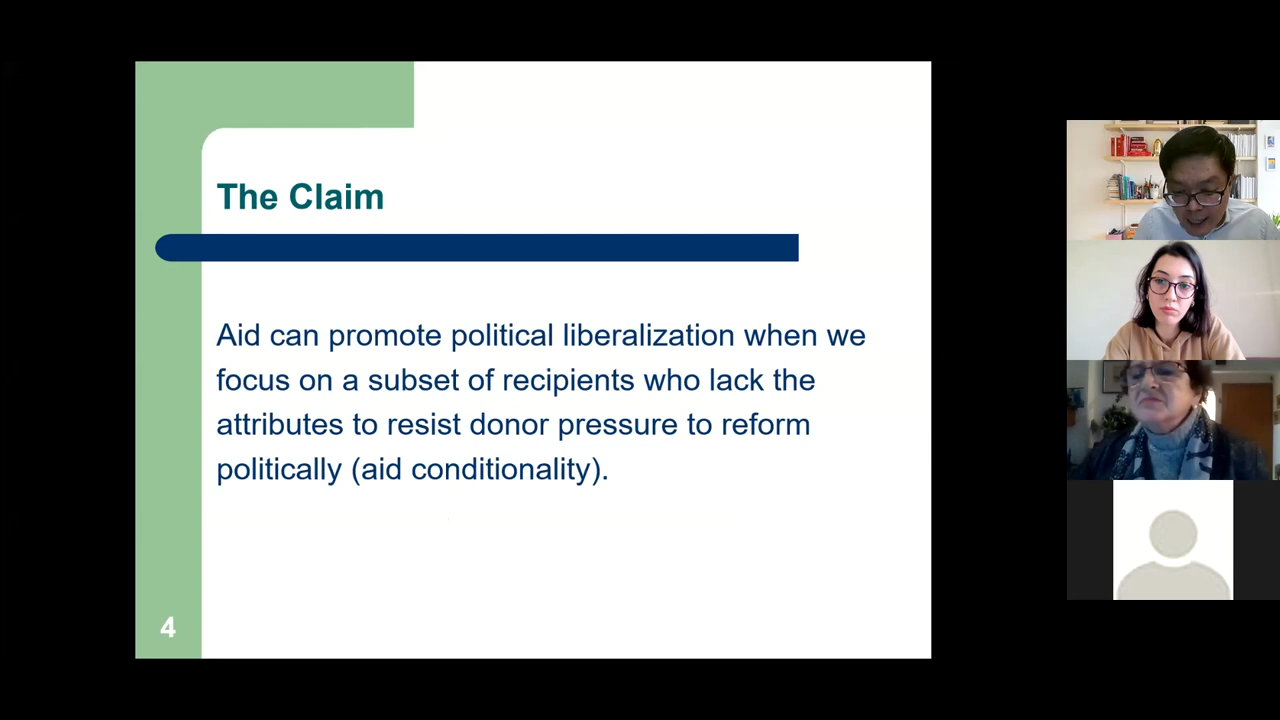 The Claim
Aid can promote political liberalization when we
focus on a subset of recipients who lack the
attributes to resist donor pressure to reform
politically (aid conditionality).
4